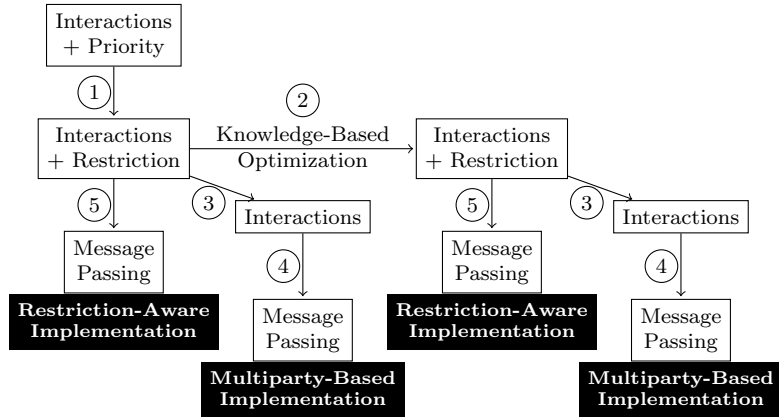 Interactions
+ Priority
1
2
Interactions
+ Restriction
Knowledge-Based
Optimization
Interactions
+ Restriction
5
3
Interactions
5
3
Interactions
Message
Passing
4
Message
Passing
4
Restriction-Aware
Implementation
Message
Passing
Restriction-Aware
Implementation
Message
Passing
Multiparty-Based
Implementation
Multiparty-Based
Implementation